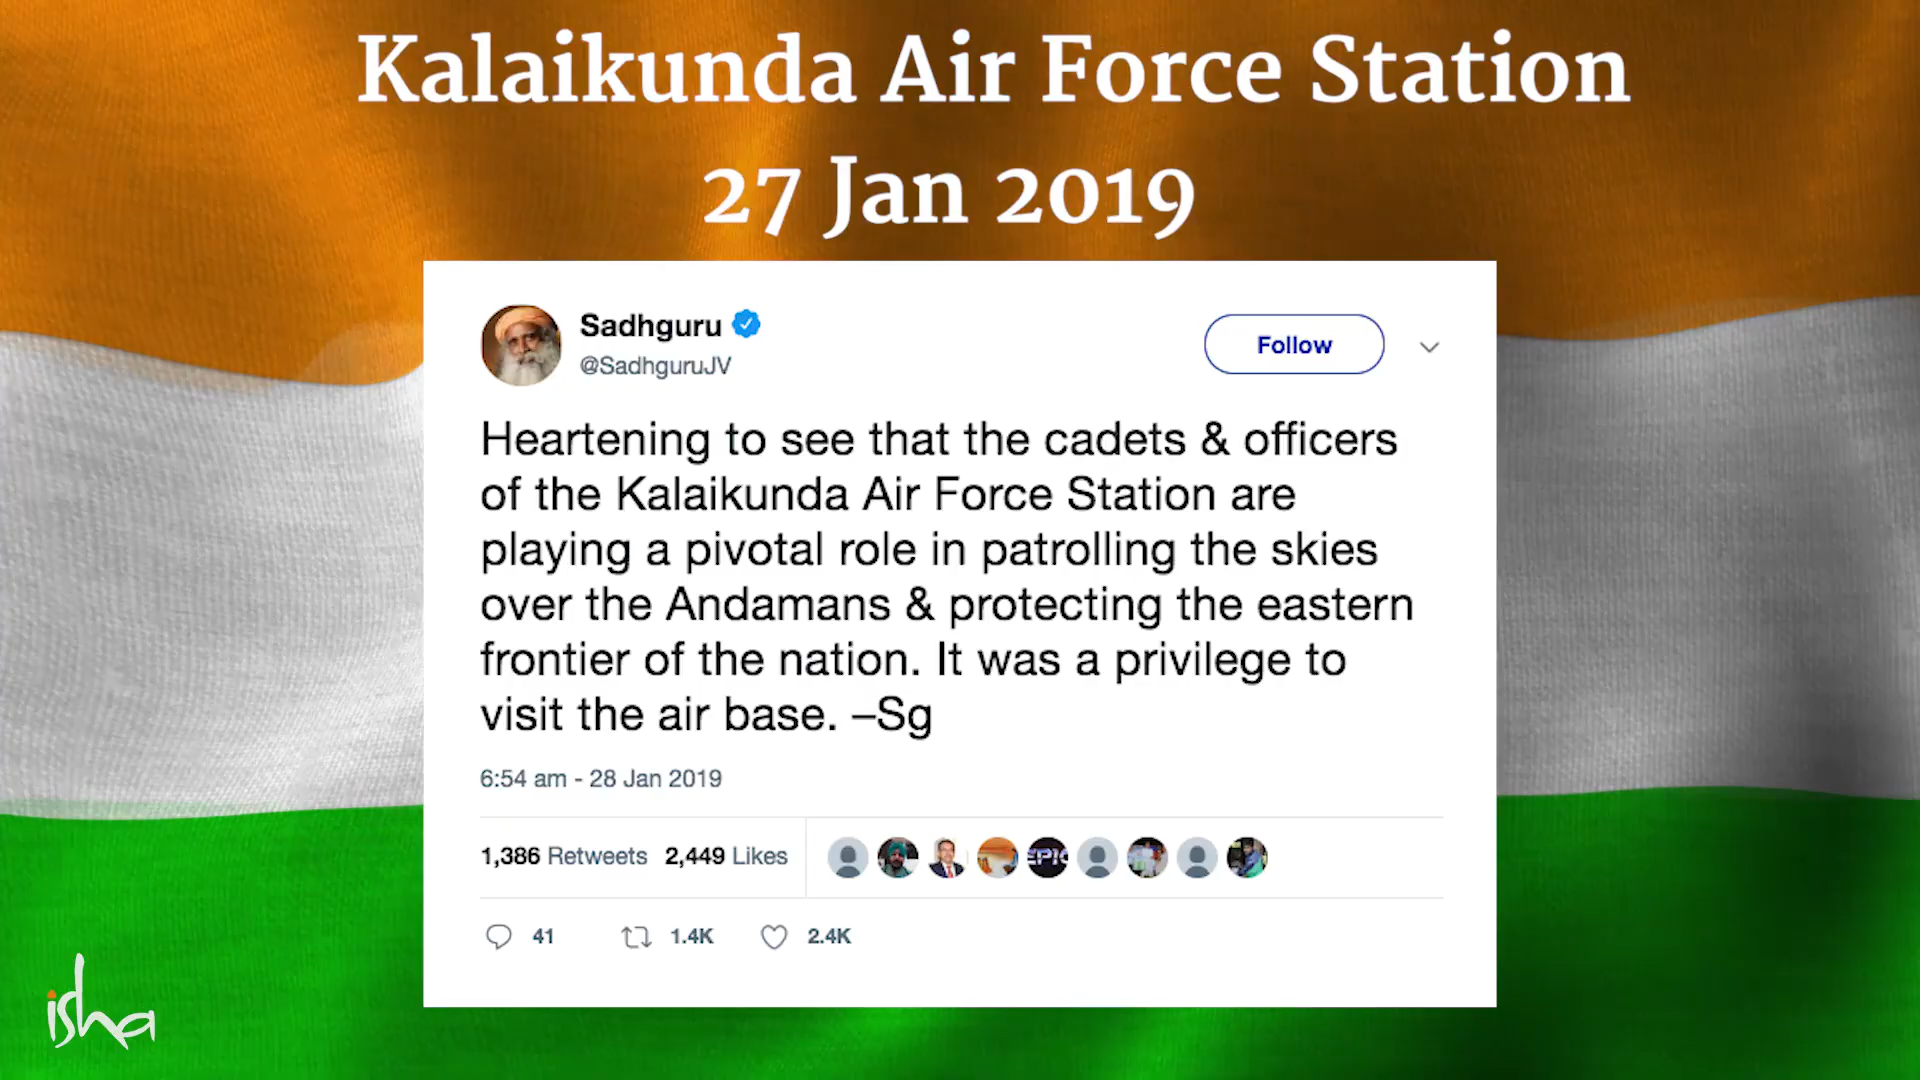 Kalaikunda Air Force Station
27 Jan 2019
Sadhguru
@SadhguruJV
Follow
Heartening to see that the cadets & officers
of the Kalaikunda Air Force Station are
playing a pivotal role in patrolling the skies
over the Andamans & protecting the eastern
frontier of the nation. It was a privilege to
visit the air base. –Sg
6:54 am - 28 Jan 2019
1,386 Retweets 2,449 Likes
EPIC
41 1.4K 2.4K
isha